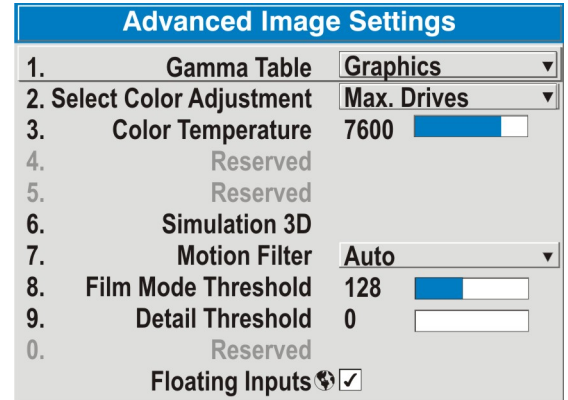 Advanced Image Settings
1. Gamma Table Graphics
2. Select Color Adjustment Max. Drives
3. Color Temperature 7600
4. Reserved
5. Reserved
6. Simulation 3D
7. Motion Filter Auto
8. Film Mode Threshold 128
9. Detail Threshold 0
0. Reserved
Floating Inputs